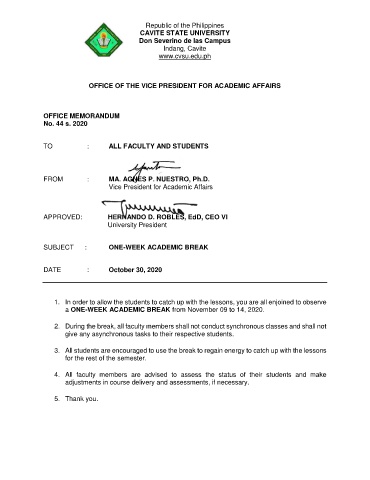 Republic of the Philippines
CAVITE STATE UNIVERSITY
Don Severino de las Campus
Indang, Cavite
www.cvsu.edu.ph
OFFICE OF THE VICE PRESIDENT FOR ACADEMIC AFFAIRS
OFFICE MEMORANDUM
No. 44 s. 2020
TO : ALL FACULTY AND STUDENTS
FROM : MA. AGNES P. NUESTRO, Ph.D.
Vice President for Academic Affairs
APPROVED: HERNANDO D. ROBLES, EdD, CEO VI
University President
SUBJECT : ONE-WEEK ACADEMIC BREAK
DATE : October 30, 2020
1. In order to allow the students to catch up with the lessons, you are all enjoined to observe
a ONE-WEEK ACADEMIC BREAK from November 09 to 14, 2020.
2. During the break, all faculty members shall not conduct synchronous classes and shall not
give any asynchronous tasks to their respective students.
3. All students are encouraged to use the break to regain energy to catch up with the lessons
for the rest of the semester.
4. All faculty members are advised to assess the status of their students and make
adjustments in course delivery and assessments, if necessary.
5. Thank you.